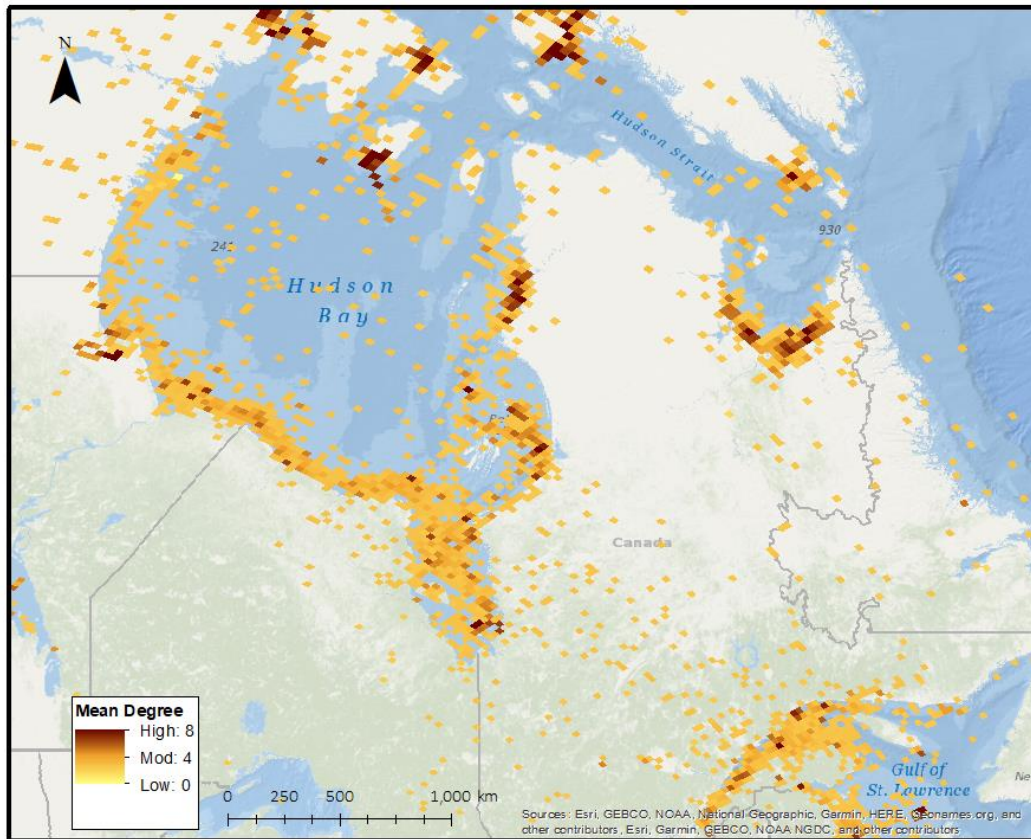 N
Hudson Strait
930
241
Hudson
Bay
Canada
Mean Degree
High: 8
Mod: 4
Low: 0
0 250 500 1,000 km
Gulf of
St. Lawrence
Ne
Sources: Esri, GEBCO, NOAA, National Geographic, Garmin, HERE, Geonames.org, and
other contributors, Esri, Garmin, GEBCO, NOAA NGDC, and other contributors